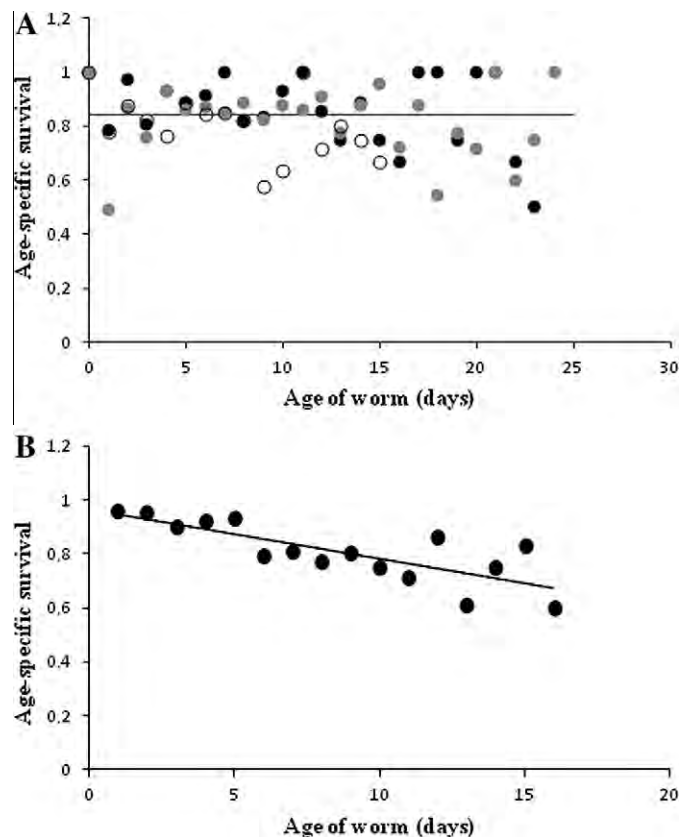 A
1,2
1
0,8
0,6
0,4
0,2
0
Age-specific survival
0 5 10 15 20 25 30
Age of worm (days)
B
1,2
1
0,8
0,6
0,4
0,2
0
Age-specific survival
0 5 10 15 20
Age of worm (days)